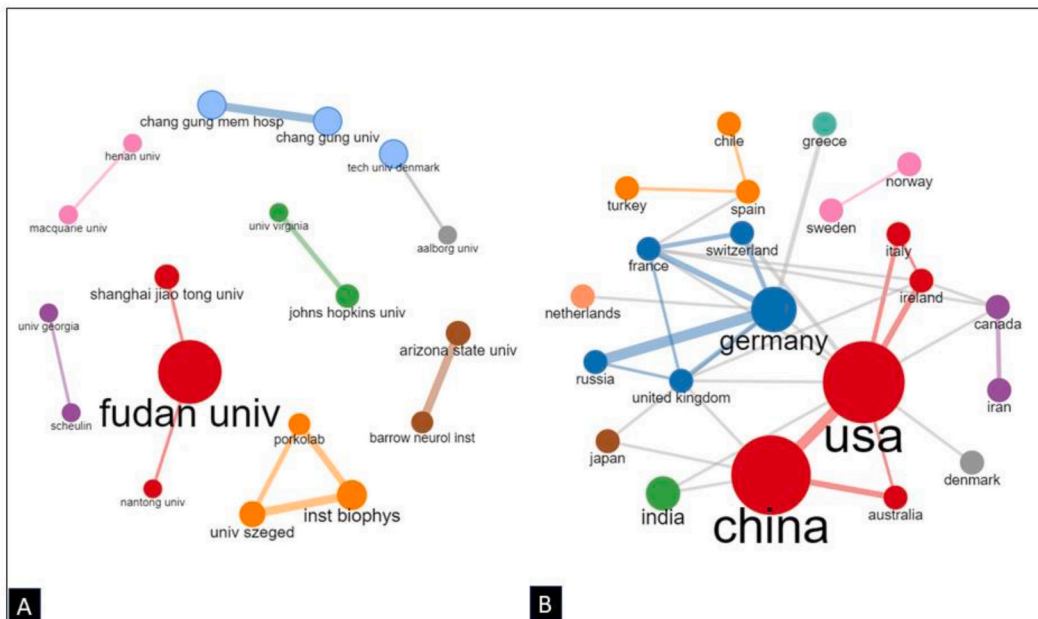 chang gung mem hosp
chang gung univ
henan univ
tech univ denmark
macquarie univ
univ virginia
aalborg univ
shanghai jiao tong univ
johns hopkins univ
univ georgia
arizona state univ
fudan univ
scheulin
porkolab
barrow neurol inst
nantong univ
inst biophys
univ szeged
A
chile
greece
norway
turkey
spain
sweden
switzerland
italy
france
ireland
netherlands
canada
germany
russia
united kingdom
iran
usa
japan
denmark
india
china
australia
B